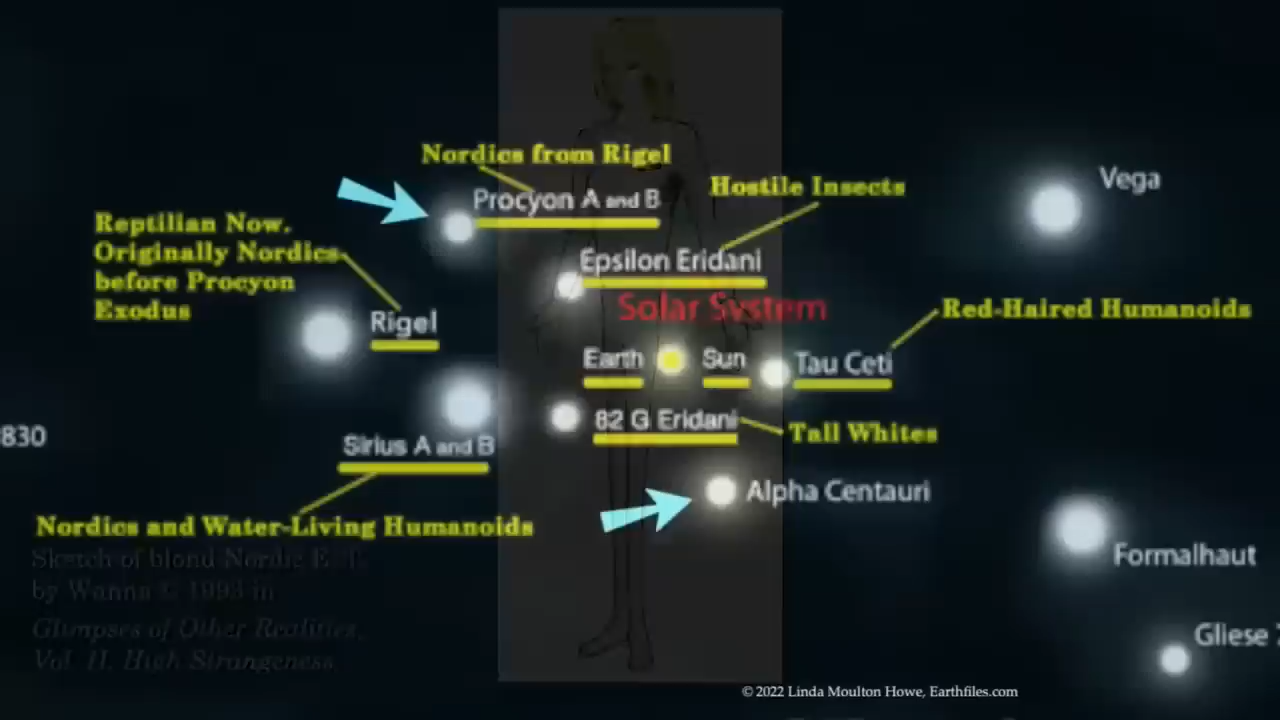 Nordics from Rigel
Procyon A and B
Hostile Insects
Vega
Reptilian Now.
Originally Nordics
before Procyon
Exodus
Epsilon Eridani
Solar System
Rigel
Red-Haired Humanoids
Earth
Sun
Tau Ceti
830
82 G Eridani
Tall Whites
Sirius A and B
Alpha Centauri
Nordics and Water-Living Humanoids
Formalhaut
Sketch of blond Nordic E.T.
by Wanna © 1993 in
Glimpses of Other Realities,
Vol. II, High Strangeness
Gliese
© 2022 Linda Moulton Howe, Earthfiles.com